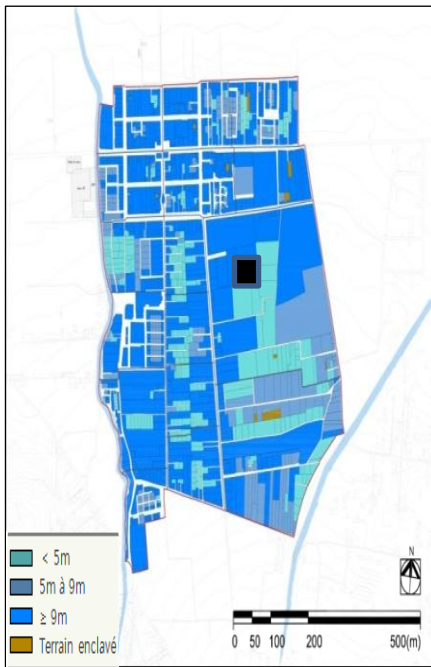 < 5m
5m à 9m
≥ 9m
Terrain enclavé
N
0 50 100 200 500(m)